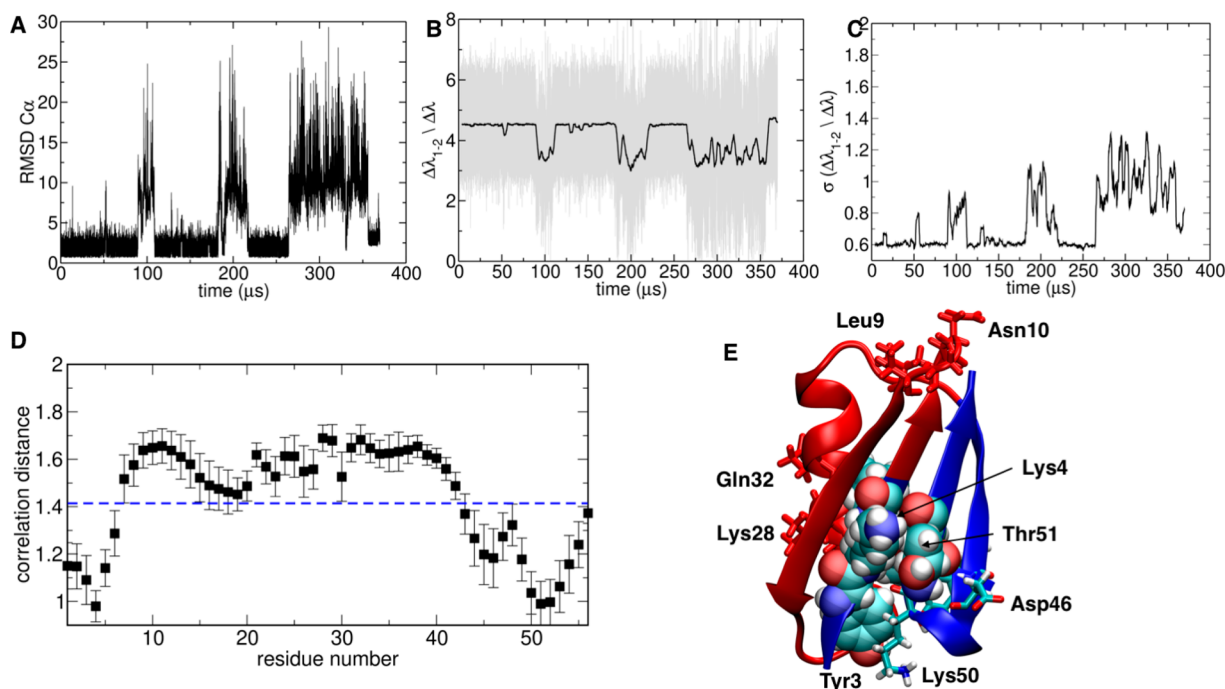 A
RMSD Cα
30
25
20
15
10
5
0
0 100 200 300 400
time (μs)
B
Δλ1-2 \ Δλ
8
6
4
2
0
0 50 100 150 200 250 300 350 400
time (μs)
C
σ (Δλ1-2 \ Δλ)
2
1.8
1.6
1.4
1.2
1
0.8
0.6
0 50 100 150 200 250 300 350 400
time (μs)
D
correlation distance
2
1.8
1.6
1.4
1.2
1
10 20 30 40 50
residue number
E
Leu9
Asn10
Gln32
Lys4
Lys28
Thr51
Asp46
Tyr3
Lys50